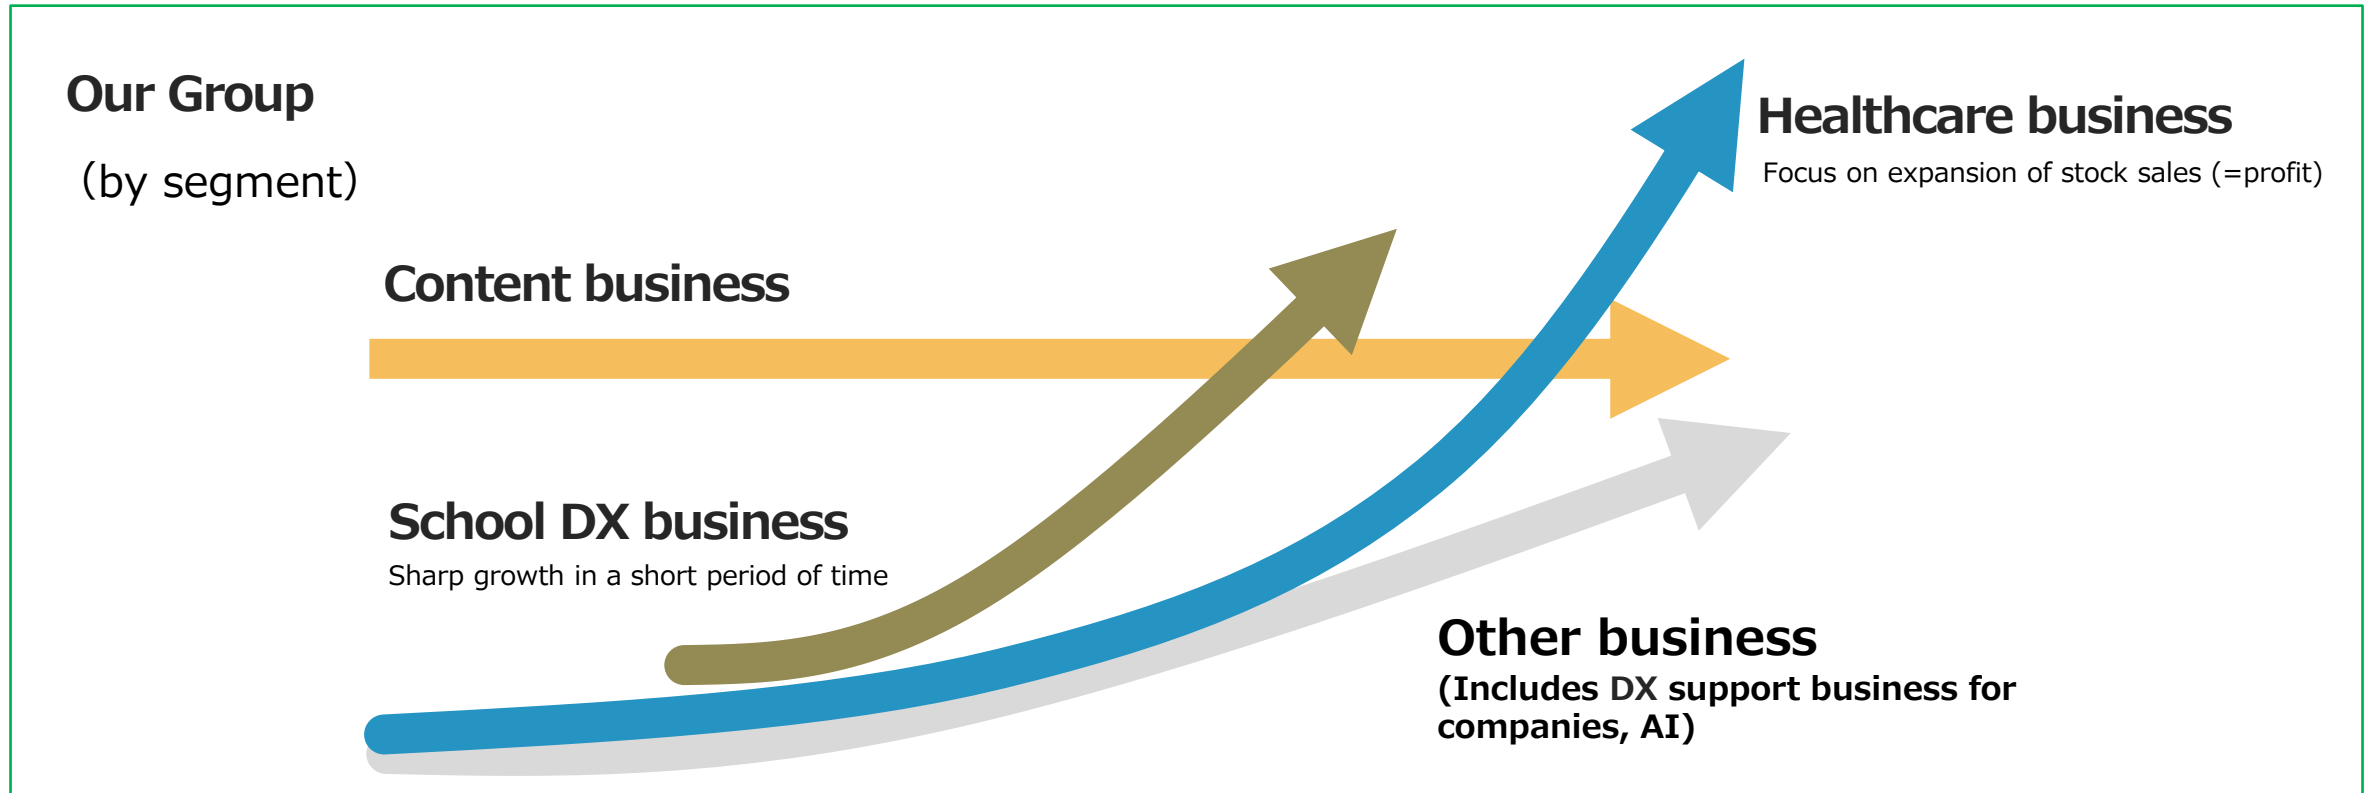 Our Group
（by segment）
Healthcare business
Focus on expansion of stock sales (=profit)
Content business
School DX business
Sharp growth in a short period of time
Other business
(Includes DX support business for
companies, AI)